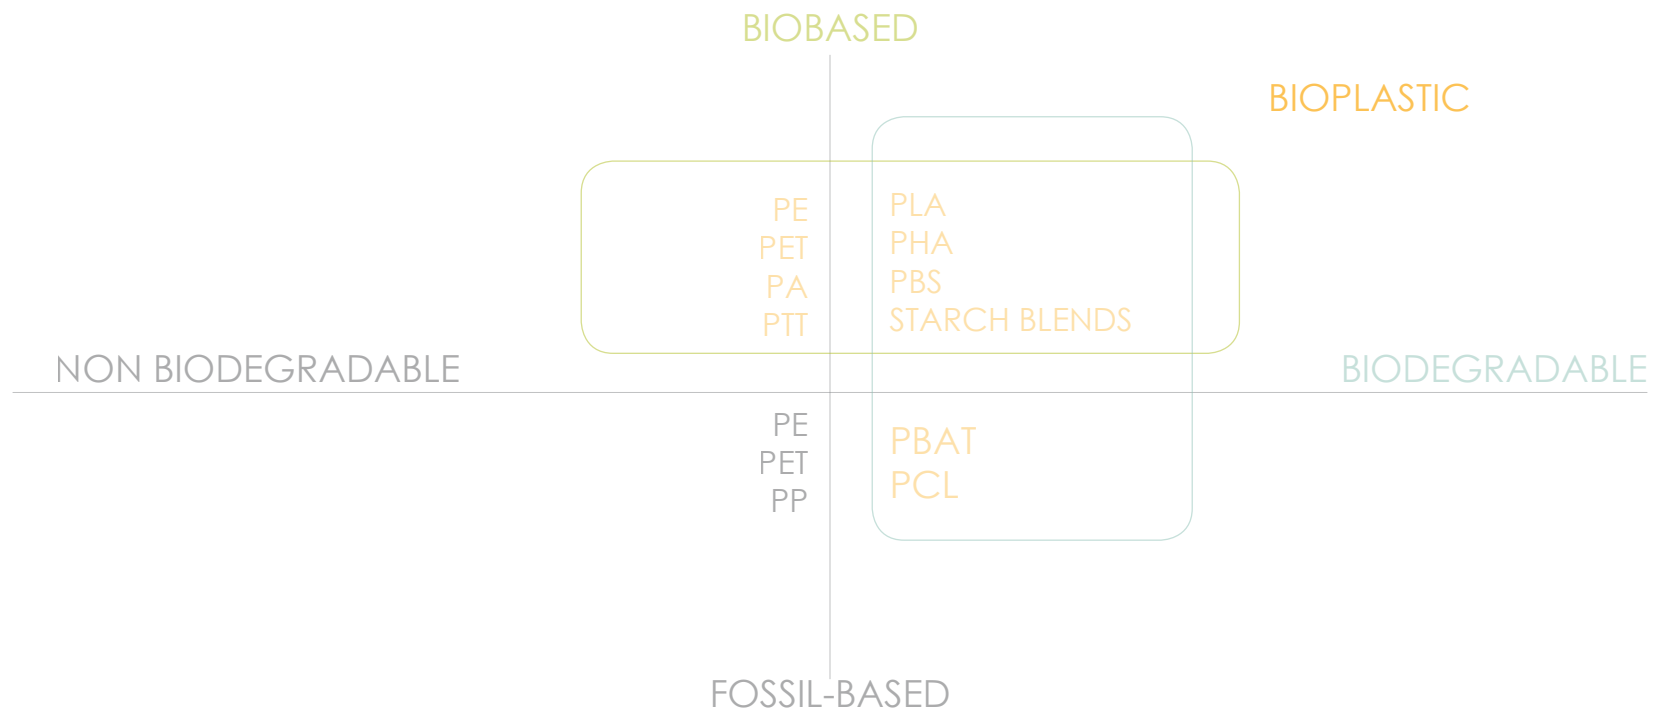 BIOBASED
BIOPLASTIC
PE
PET
PA
PTT
PLA
PHA
PBS
STARCH BLENDS
NON BIODEGRADABLE
BIODEGRADABLE
PE
PET
PP
PBAT
PCL
FOSSIL-BASED